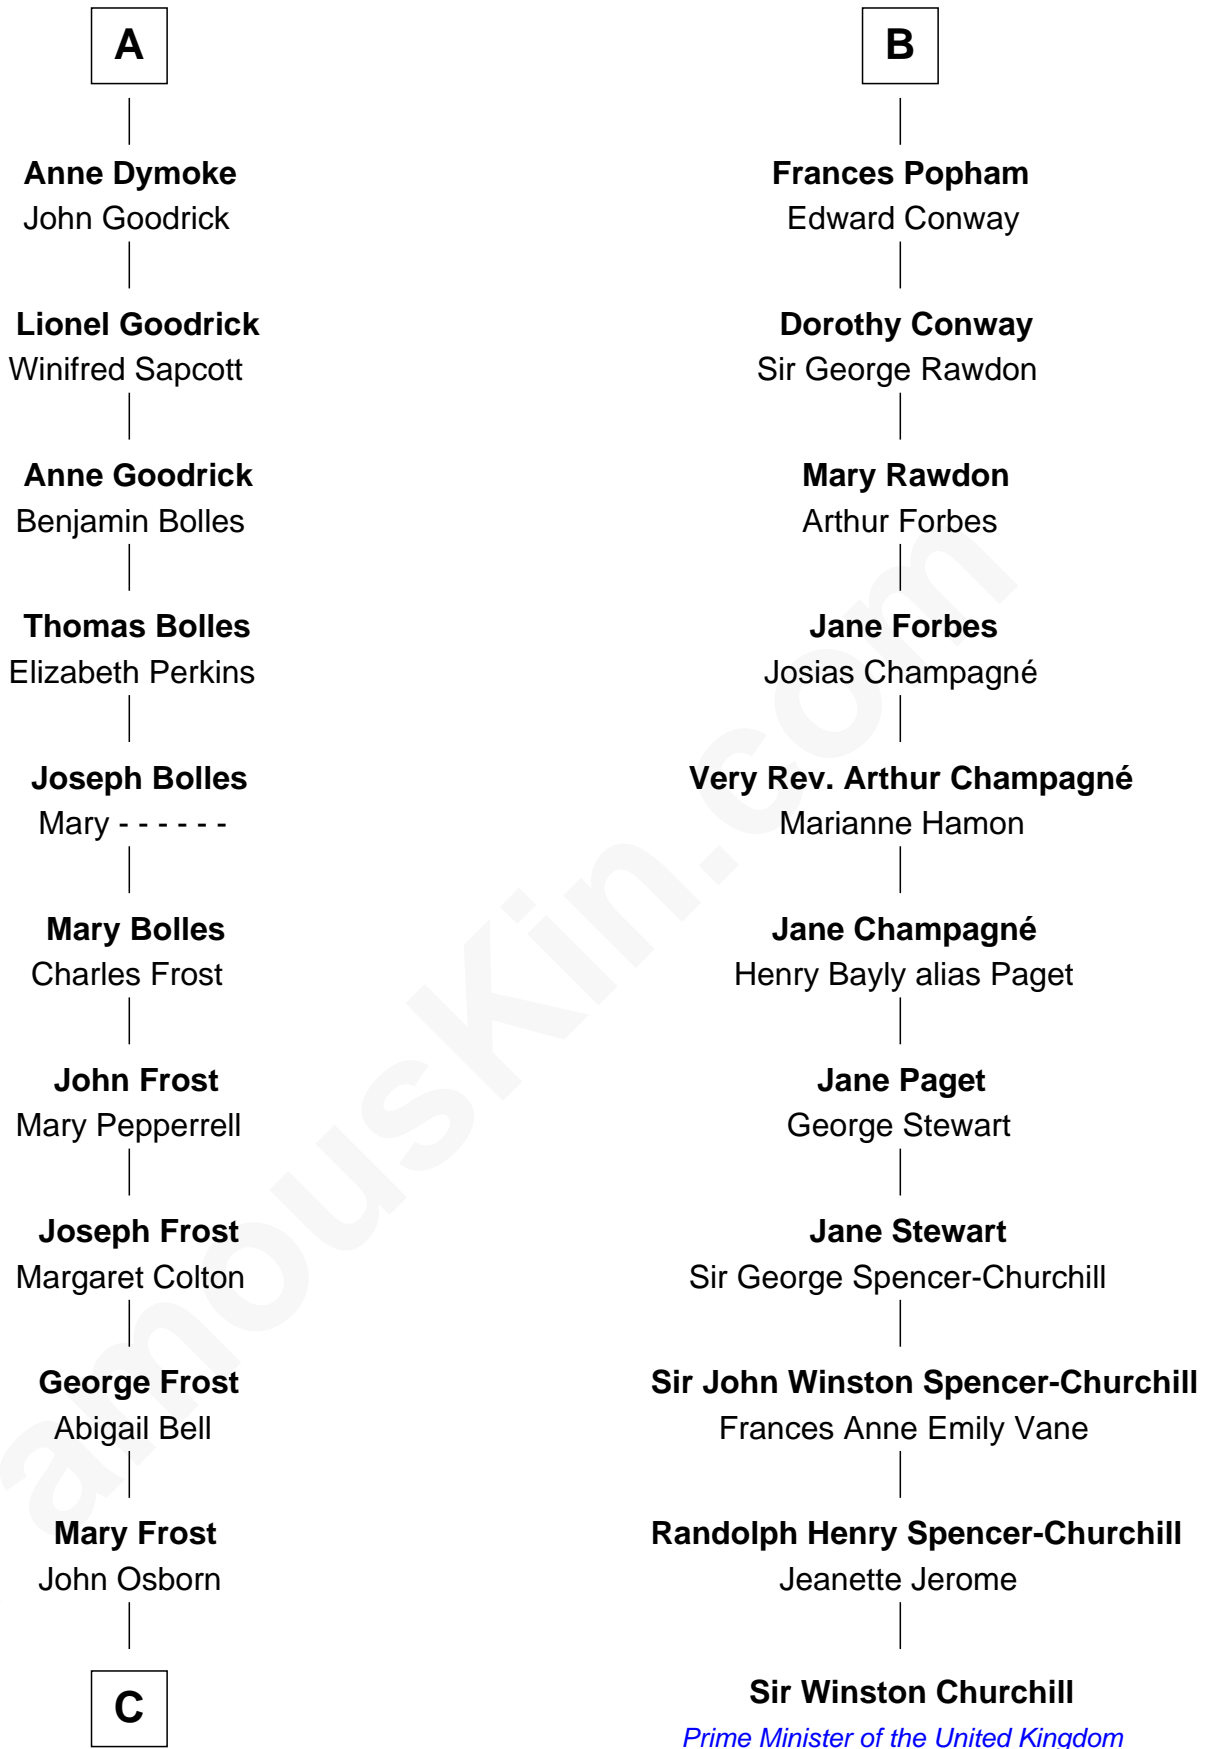 A
Anne Dymoke
John Goodrick
Lionel Goodrick
Winifred Sapcott
Anne Goodrick
Benjamin Bolles
Thomas Bolles
Elizabeth Perkins
Joseph Bolles
Mary - - - - - -
Mary Bolles
Charles Frost
John Frost
Mary Pepperrell
Joseph Frost
Margaret Colton
George Frost
Abigail Bell
Mary Frost
John Osborn
C
B
Frances Popham
Edward Conway
Dorothy Conway
Sir George Rawdon
Mary Rawdon
Arthur Forbes
Jane Forbes
Josias Champagné
Very Rev. Arthur Champagné
Marianne Hamon
Jane Champagné
Henry Bayly alias Paget
Jane Paget
George Stewart
Jane Stewart
Sir George Spencer-Churchill
Sir John Winston Spencer-Churchill
Frances Anne Emily Vane
Randolph Henry Spencer-Churchill
Jeanette Jerome
Sir Winston Churchill
Prime Minister of the United Kingdom
amouskin.com